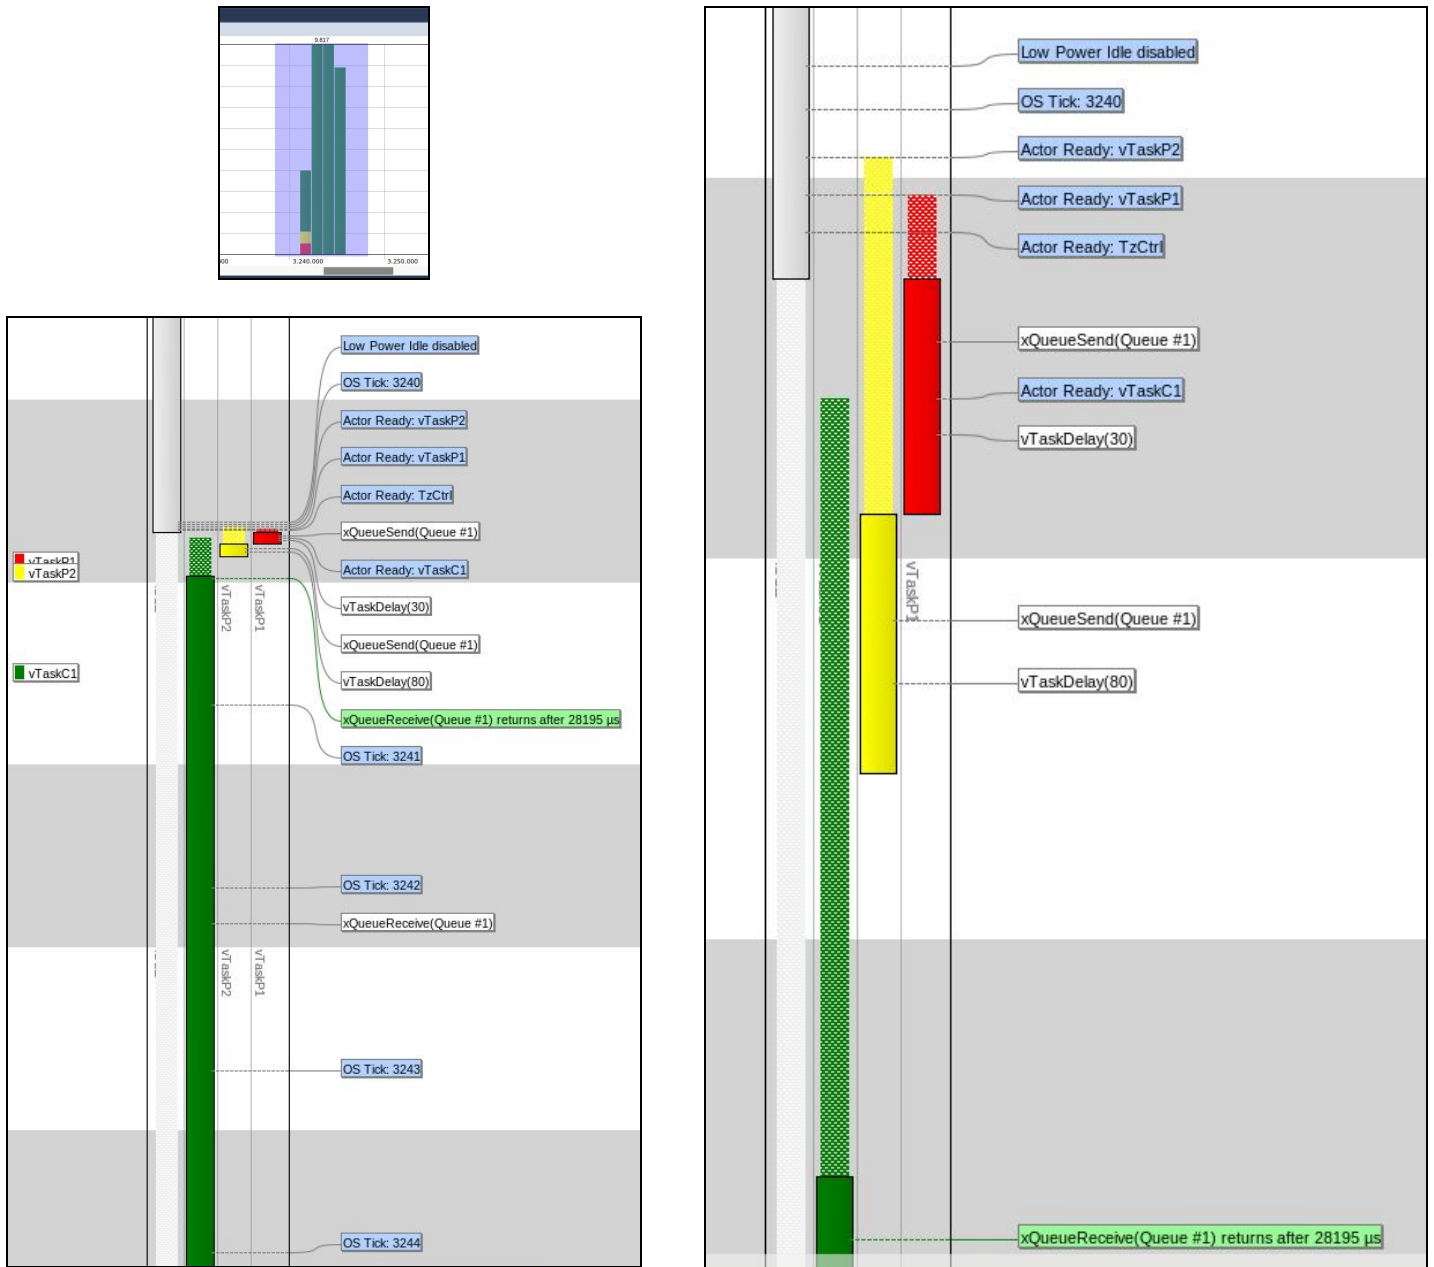 9.817
00
3.240.000
3.250.000
Low Power Idle disabled
OS Tick: 3240
Actor Ready: vTaskP2
Actor Ready: vTaskP1
Actor Ready: TzCtrl
xQueueSend(Queue #1)
vTaskP1
vTaskP2
Actor Ready: vTaskC1
vTaskP2
vTaskP1
vTaskDelay(30)
xQueueSend(Queue #1)
vTaskC1
vTaskDelay(80)
xQueueReceive(Queue #1) returns after 28195 µs
OS Tick: 3241
OS Tick: 3242
xQueueReceive(Queue #1)
vTaskP2
vTaskP1
OS Tick: 3243
OS Tick: 3244
Low Power Idle disabled
OS Tick: 3240
Actor Ready: vTaskP2
Actor Ready: vTaskP1
Actor Ready: TzCtrl
xQueueSend(Queue #1)
Actor Ready: vTaskC1
vTaskDelay(30)
vTaskP1
xQueueSend(Queue #1)
vTaskDelay(80)
xQueueReceive(Queue #1) returns after 28195 µs